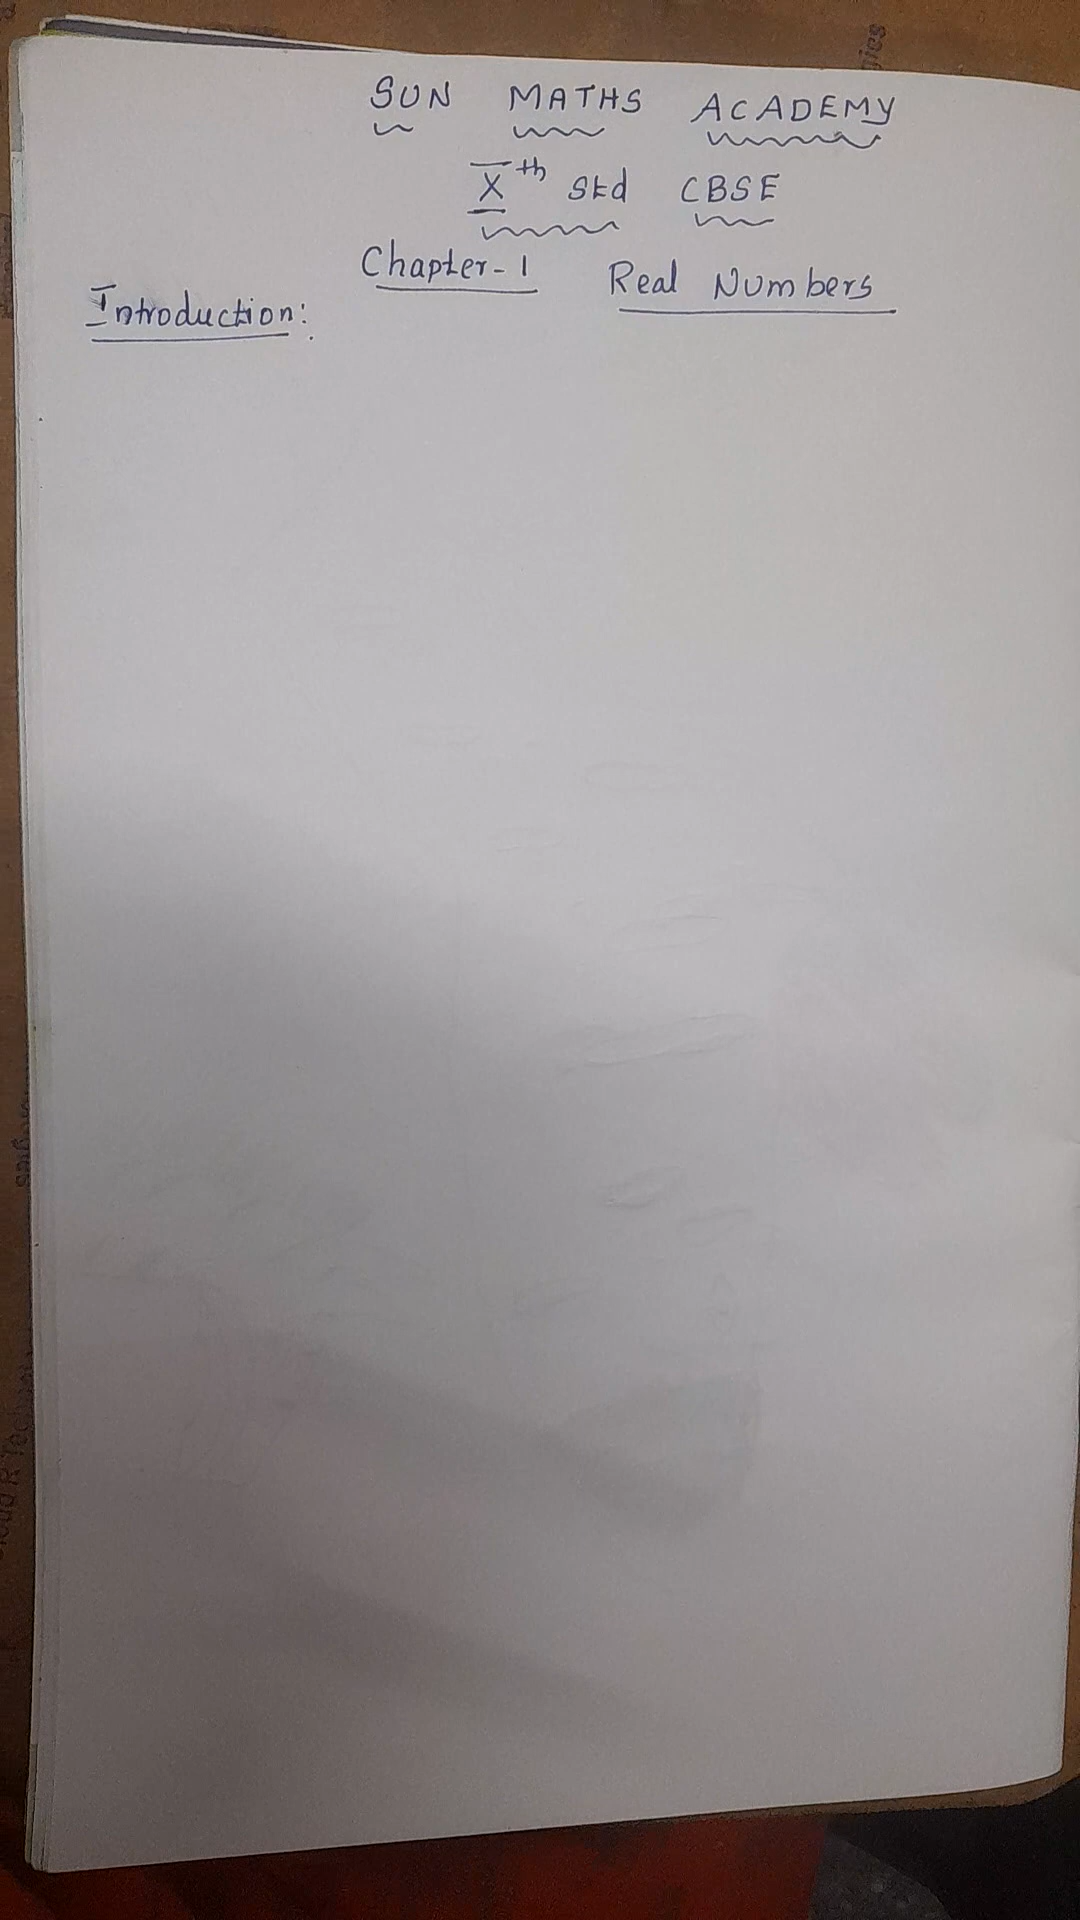 SUN MATHS ACADEMY
Xth Std CBSE
Chapter-1 Real Numbers
Introduction: